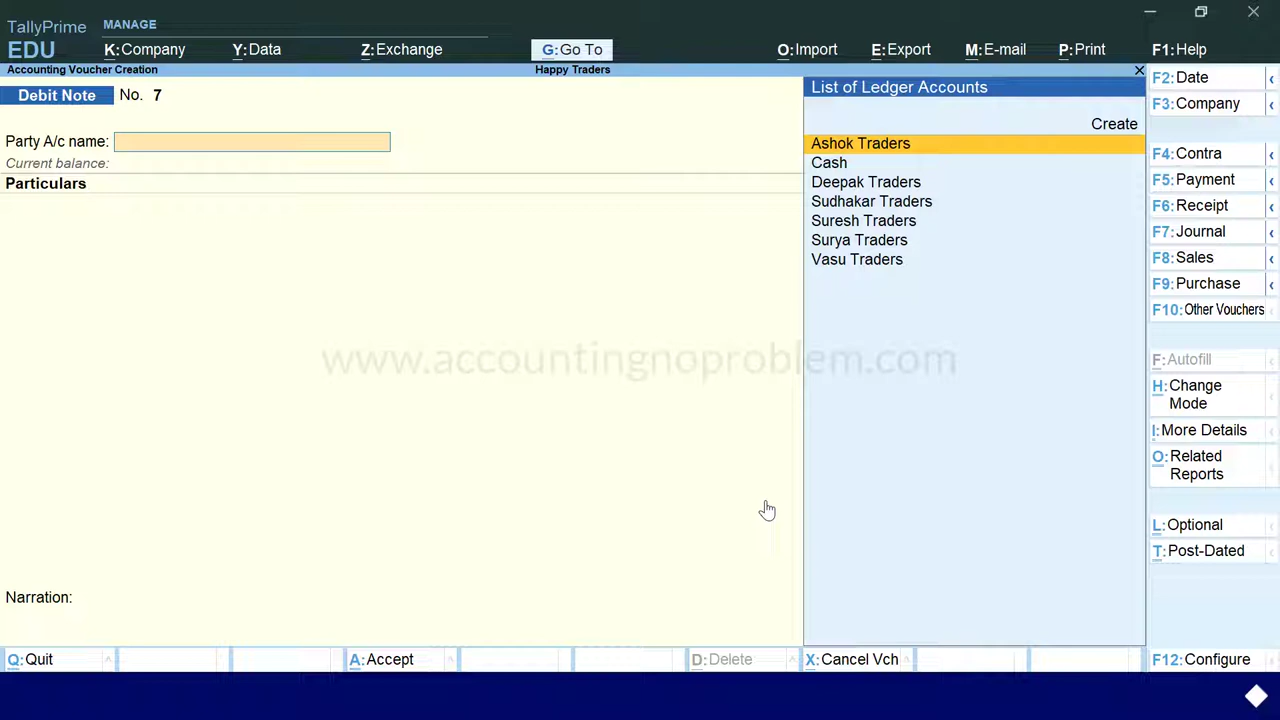 TallyPrime
MANAGE
EDU
K:Company
Y:Data
Z:Exchange
G:Go To
O:Import
E:Export
M:E-mail
P:Print
F1:Help
Accounting Voucher Creation
Happy Traders
Debit Note
No. 7
Party A/c name:
Current balance:
Particulars
Narration:
List of Ledger Accounts
Create
Ashok Traders
Cash
Deepak Traders
Sudhakar Traders
Suresh Traders
Surya Traders
Vasu Traders
www.accountingnoproblem.com
F2:Date
F3:Company
F4:Contra
F5:Payment
F6:Receipt
F7:Journal
F8:Sales
F9:Purchase
F10:Other Vouchers
F:Autofill
H:Change
Mode
I:More Details
O:Related
Reports
L:Optional
T:Post-Dated
Q:Quit
A:Accept
D:Delete
X:Cancel Vch
F12:Configure